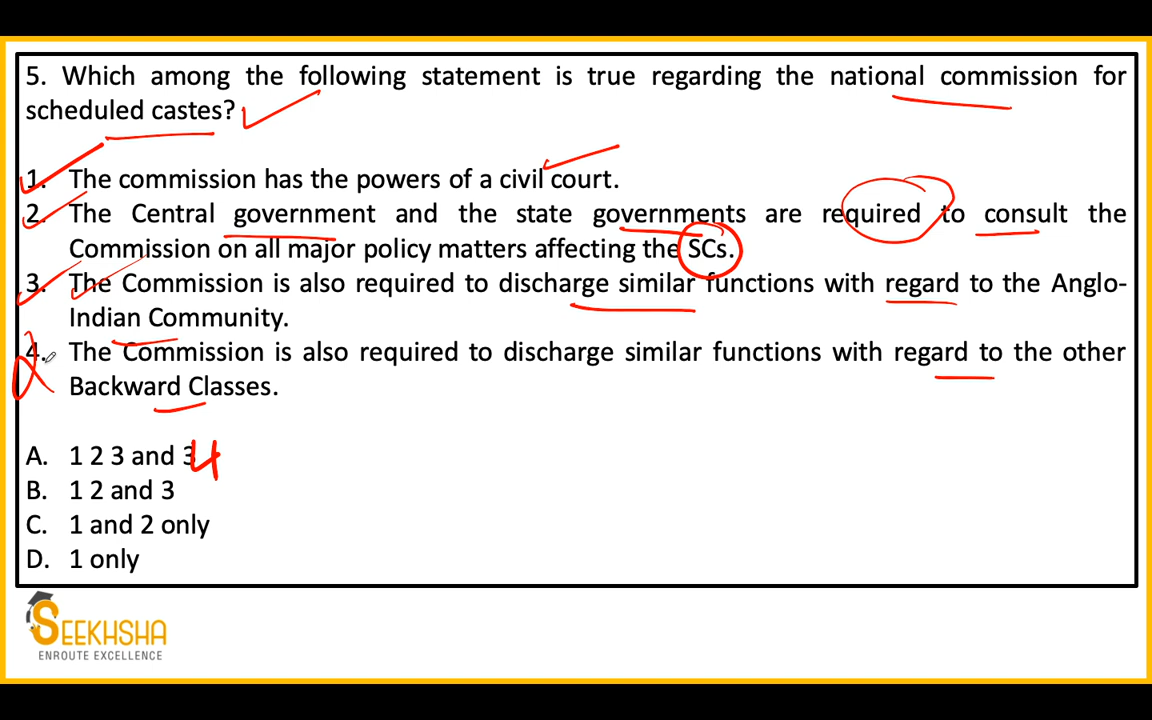 5. Which among the following statement is true regarding the national commission for
scheduled castes?
1. The commission has the powers of a civil court.
2. The Central government and the state governments are required to consult the
Commission on all major policy matters affecting the SCs.
3. The Commission is also required to discharge similar functions with regard to the Anglo-
Indian Community.
4. The Commission is also required to discharge similar functions with regard to the other
Backward Classes.
A. 1 2 3 and 3 4
B. 1 2 and 3
C. 1 and 2 only
D. 1 only
SEEKHSHA
ENROUTE EXCELLENCE